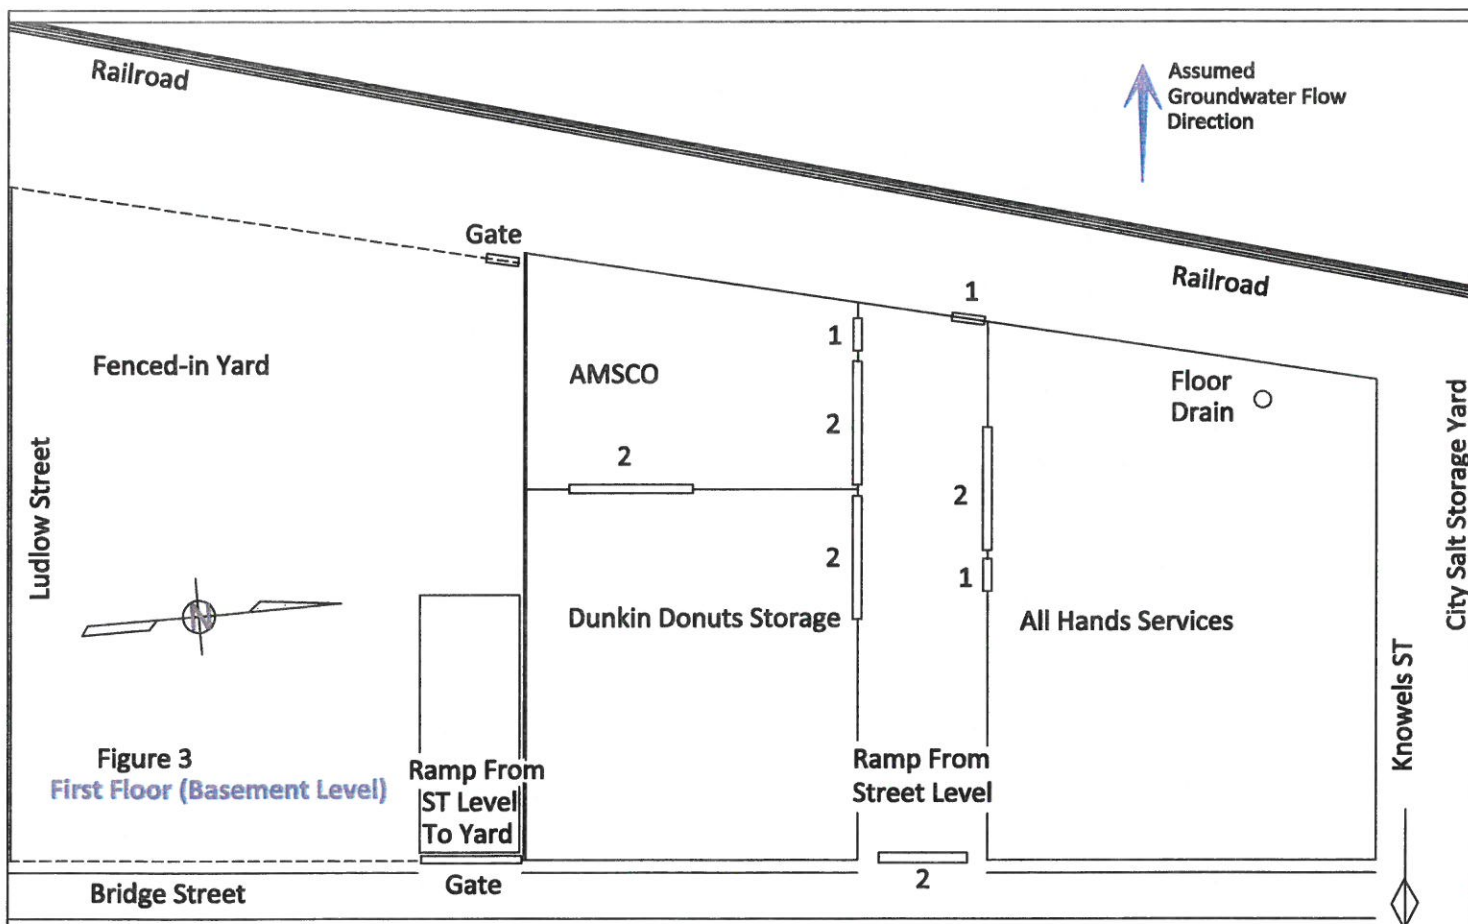 Railroad
Assumed
Groundwater Flow
Direction
Gate
Railroad
1
1
Fenced-in Yard
AMSCO
Floor
Drain
2
2
2
2
1
Ludlow Street
City Salt Storage Yard
N
Dunkin Donuts Storage
All Hands Services
Knowels ST
Figure 3
First Floor (Basement Level)
Ramp From
ST Level
To Yard
Ramp From
Street Level
Gate
2
Bridge Street